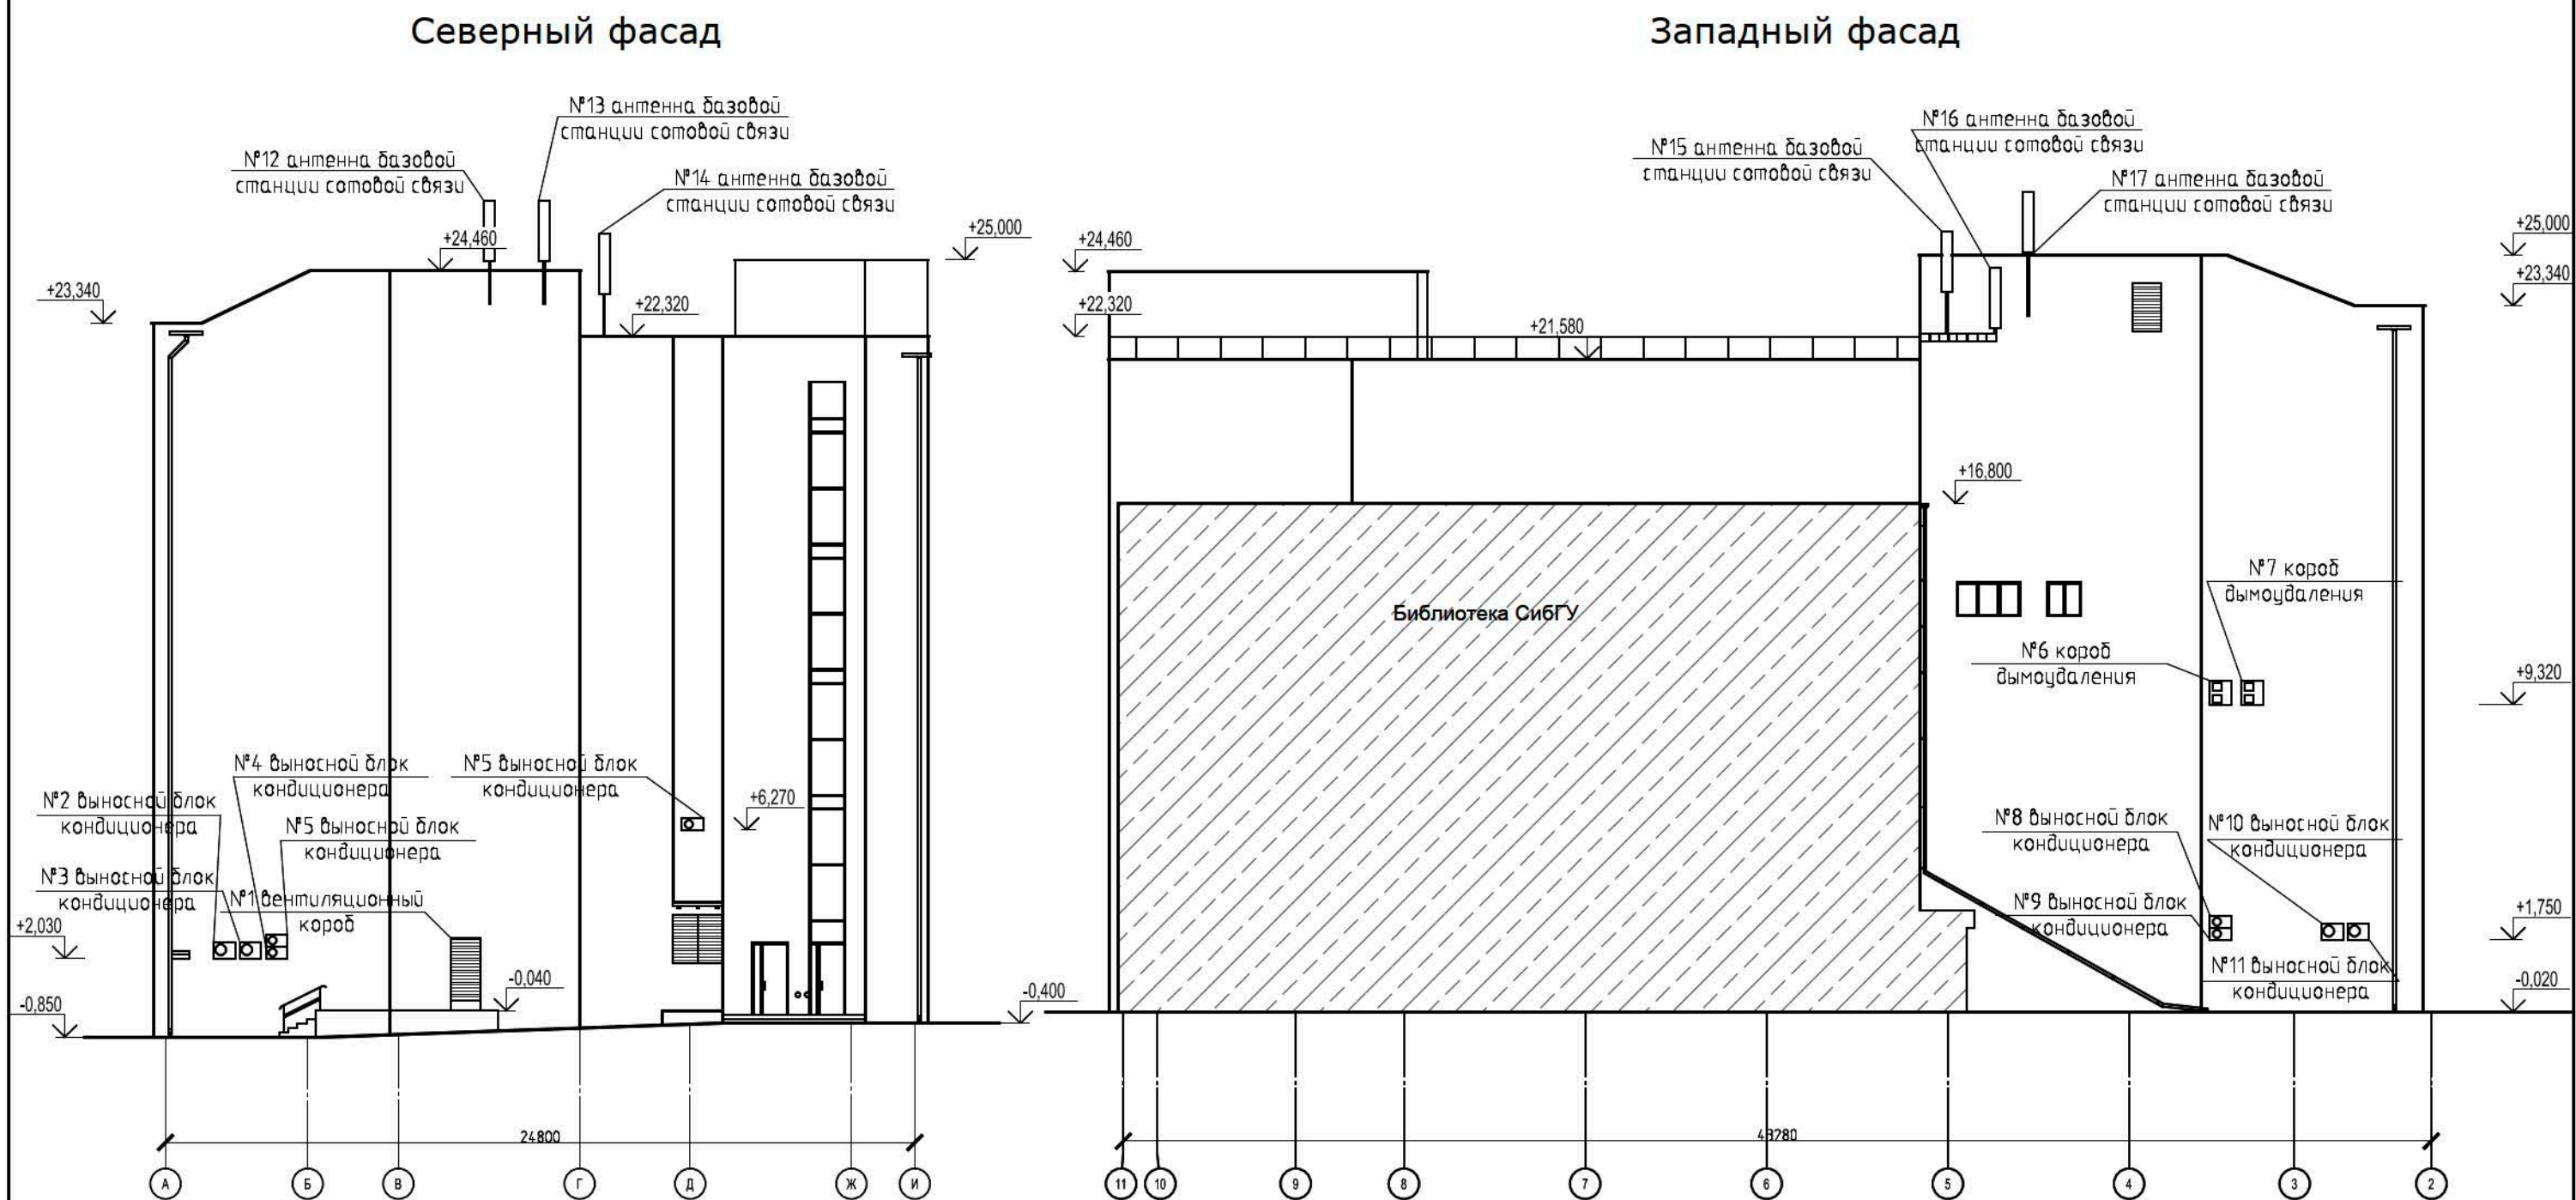 Северный фасад
Западный фасад
№13 антенна базовой
станции сотовой связи
№12 антенна базовой
станции сотовой связи
№14 антенна базовой
станции сотовой связи
+24,460
+25,000
+23,340
+22,320
№4 выносной блок
кондиционера
№5 выносной блок
кондиционера
№2 выносной блок
кондиционера
№5 выносной блок
кондиционера
+6,270
№3 выносной блок
кондиционера
№1 вентиляционный
короб
+2,030
-0,040
-0,850
-0,400
24800
А
Б
В
Г
Д
Ж
И
№16 антенна базовой
станции сотовой связи
№15 антенна базовой
станции сотовой связи
№17 антенна базовой
станции сотовой связи
+24,460
+25,000
+23,340
+22,320
+21,580
+16,800
Библиотека СибГУ
№7 короб
дымоудаления
№6 короб
дымоудаления
+9,320
№8 выносной блок
кондиционера
№10 выносной блок
кондиционера
№9 выносной блок
кондиционера
+1,750
№11 выносной блок
кондиционера
-0,020
43280
11
10
9
8
7
6
5
4
3
2